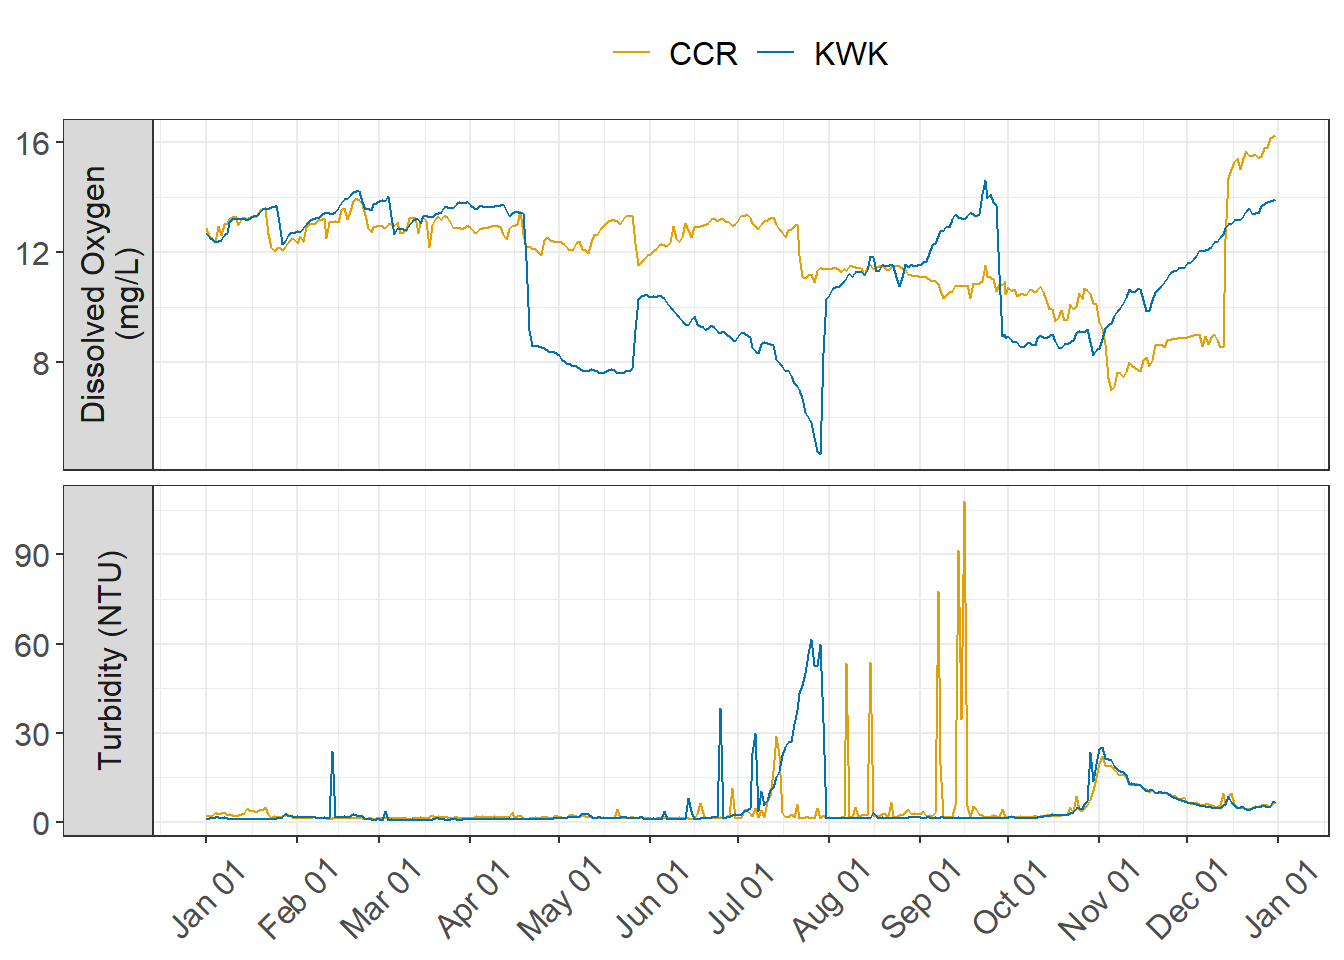 CCR KWK
16
12
8
Dissolved Oxygen
(mg/L)
90
60
30
0
Turbidity (NTU)
Jan 01 Feb 01 Mar 01 Apr 01 May 01 Jun 01 Jul 01 Aug 01 Sep 01 Oct 01 Nov 01 Dec 01 Jan 01